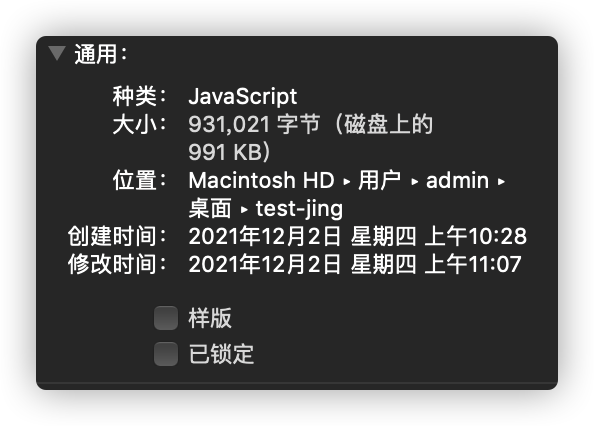 通用：
种类： JavaScript
大小： 931,021 字节（磁盘上的
991 KB）
位置： Macintosh HD ▸ 用户 ▸ admin ▸
桌面 ▸ test-jing
创建时间： 2021年12月2日 星期四 上午10:28
修改时间： 2021年12月2日 星期四 上午11:07
样版
已锁定